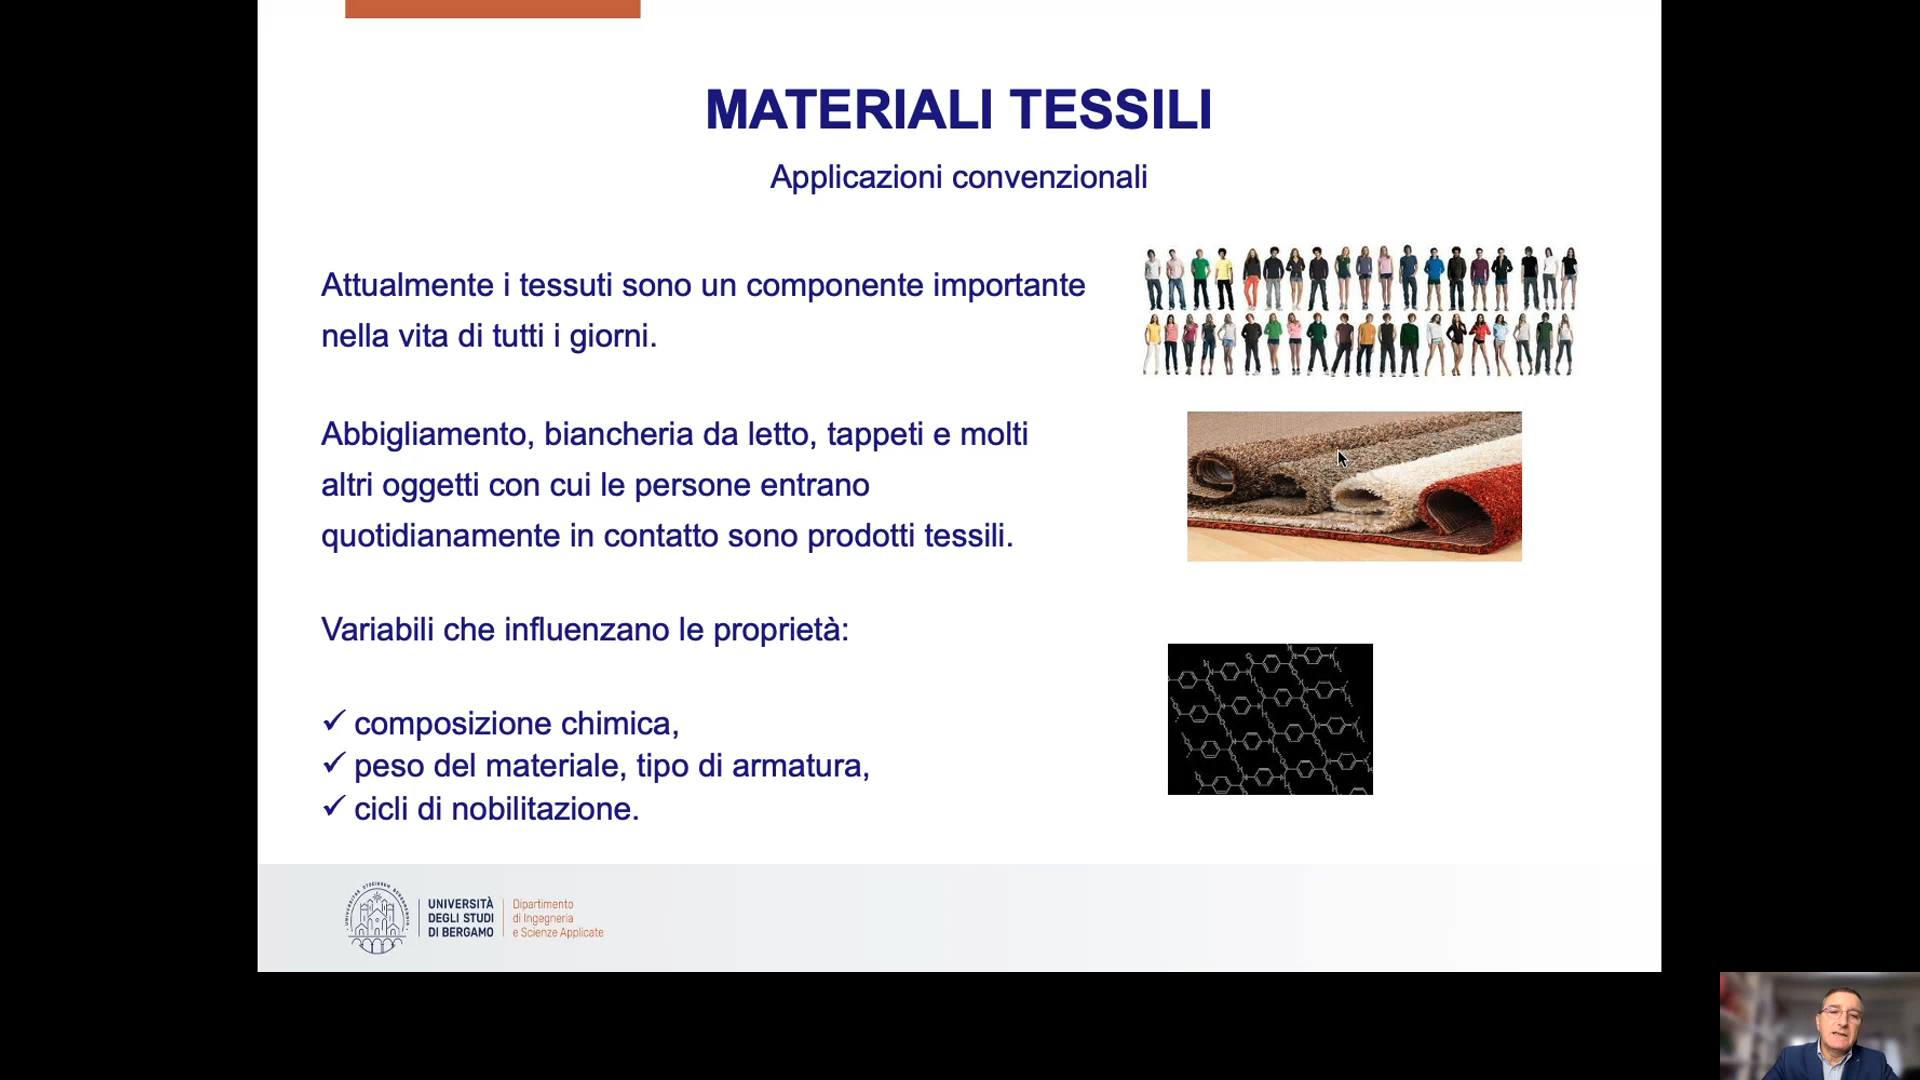 MATERIALI TESSILI
Applicazioni convenzionali
Attualmente i tessuti sono un componente importante
nella vita di tutti i giorni.
Abbigliamento, biancheria da letto, tappeti e molti
altri oggetti con cui le persone entrano
quotidianamente in contatto sono prodotti tessili.
Variabili che influenzano le proprietà:
✓ composizione chimica,
✓ peso del materiale, tipo di armatura,
✓ cicli di nobilitazione.
UNIVERSITÀ
DEGLI STUDI
DI BERGAMO
Dipartimento
di Ingegneria
e Scienze Applicate